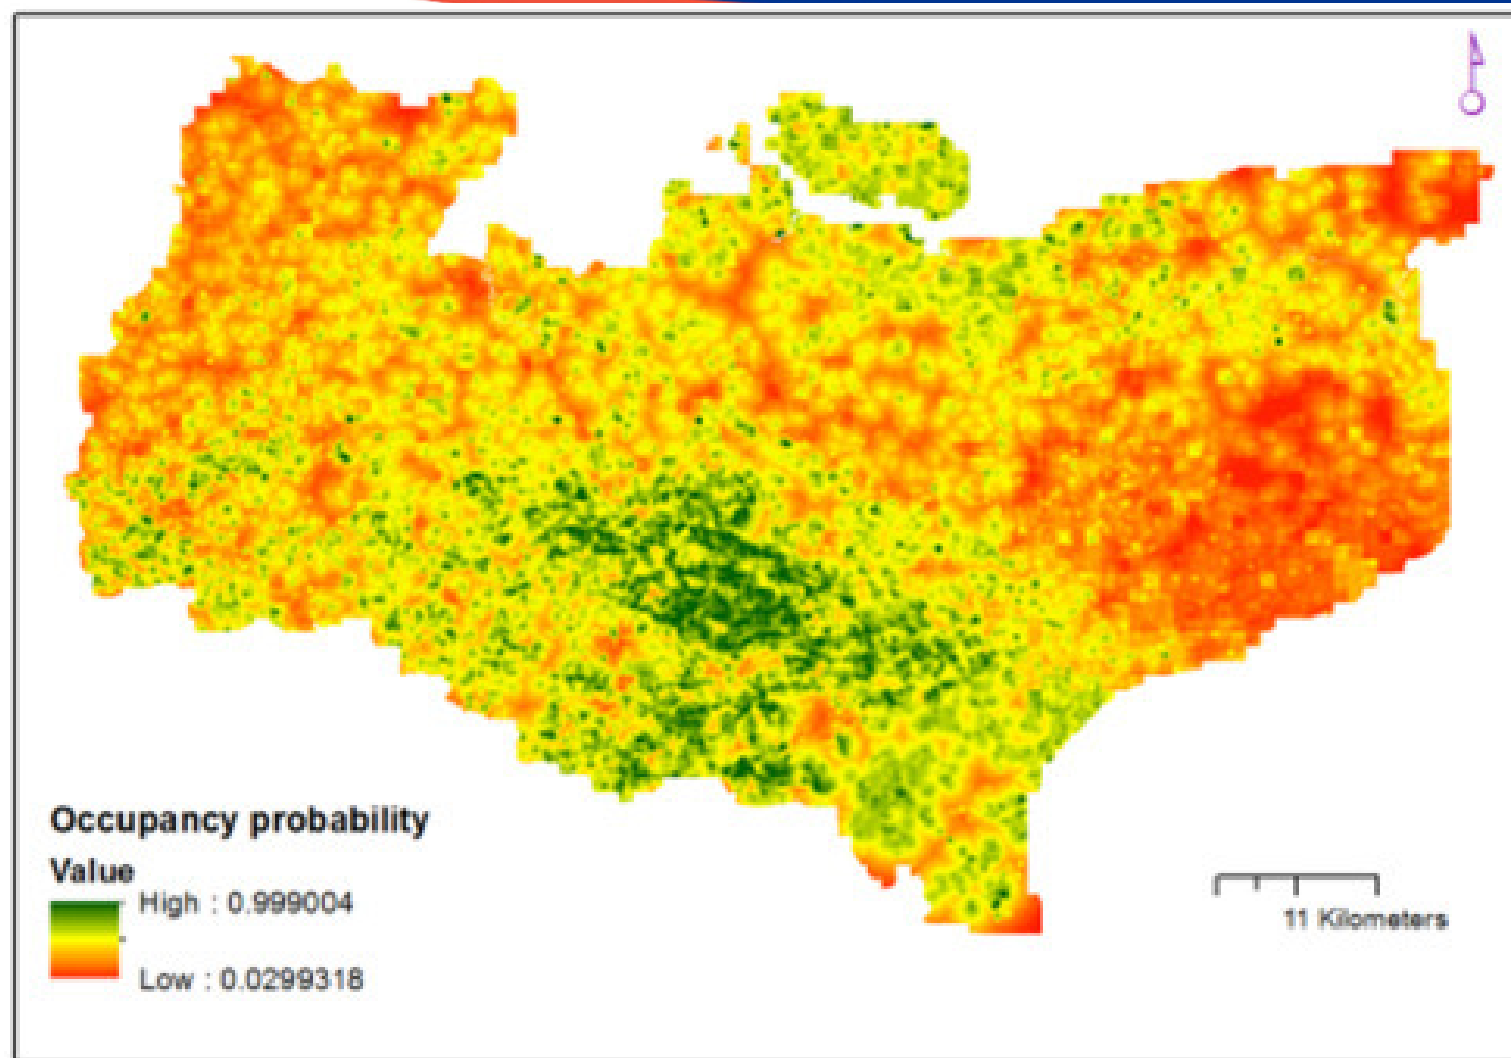 Occupancy probability
Value
High : 0.999004
Low : 0.0299318
11 Kilometers